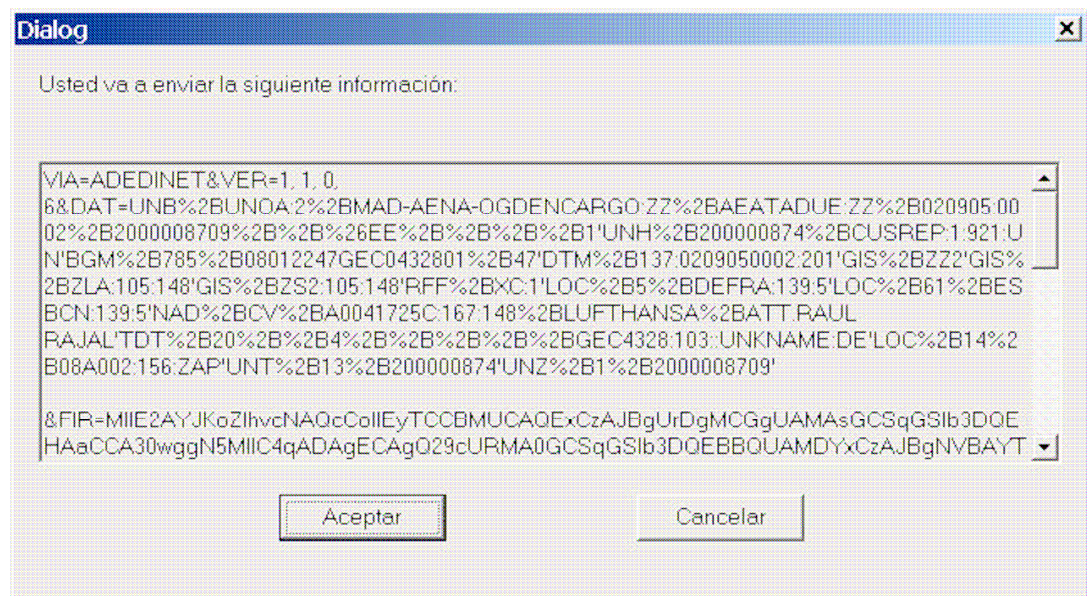 Dialog
Usted va a enviar la siguiente información:
VIA=ADEDINET&VER=1, 1, 0,
6&DAT=UNB%2BUNOA:2%2BMAD-AENA-OGDENCARGO:ZZ%2BAEATADUE:ZZ%2B020905:00
02%2B2000008709%2B%2B%26EE%2B%2B%2B%2B1'UNH%2B200000874%2BCUSREP:1:921:U
N'BGM%2B785%2B08012247GEC0432801%2B47'DTM%2B137:0209050002:201'GIS%2BZZ2'GIS%
2BZLA:105:148'GIS%2BZS2:105:148'RFF%2BXC:1'LOC%2B5%2BDEFRA:139:5'LOC%2B61%2BES
BCN:139:5'NAD%2BCV%2BA0041725C:167:148%2BLUFTHANSA%2BATT:RAUL
RAJAL'TDT%2B20%2B%2B4%2B%2B%2B%2B%2BGEC4328:103::UNKNAME:DE'LOC%2B14%2
B08A002:156:ZAP'UNT%2B13%2B200000874'UNZ%2B1%2B2000008709'
&FIR=MIIE2AYJKoZIhvcNAQcCoIIEyTCCBMUCAQExCzAJBgUrDgMCGgUAMAsGCSqGSIb3DQE
HAaCCA30wggN5MIIC4qADAgECAgQ29cURMA0GCSqGSIb3DQEBBQUAMDYxCzAJBgNVBAYT
Aceptar
Cancelar